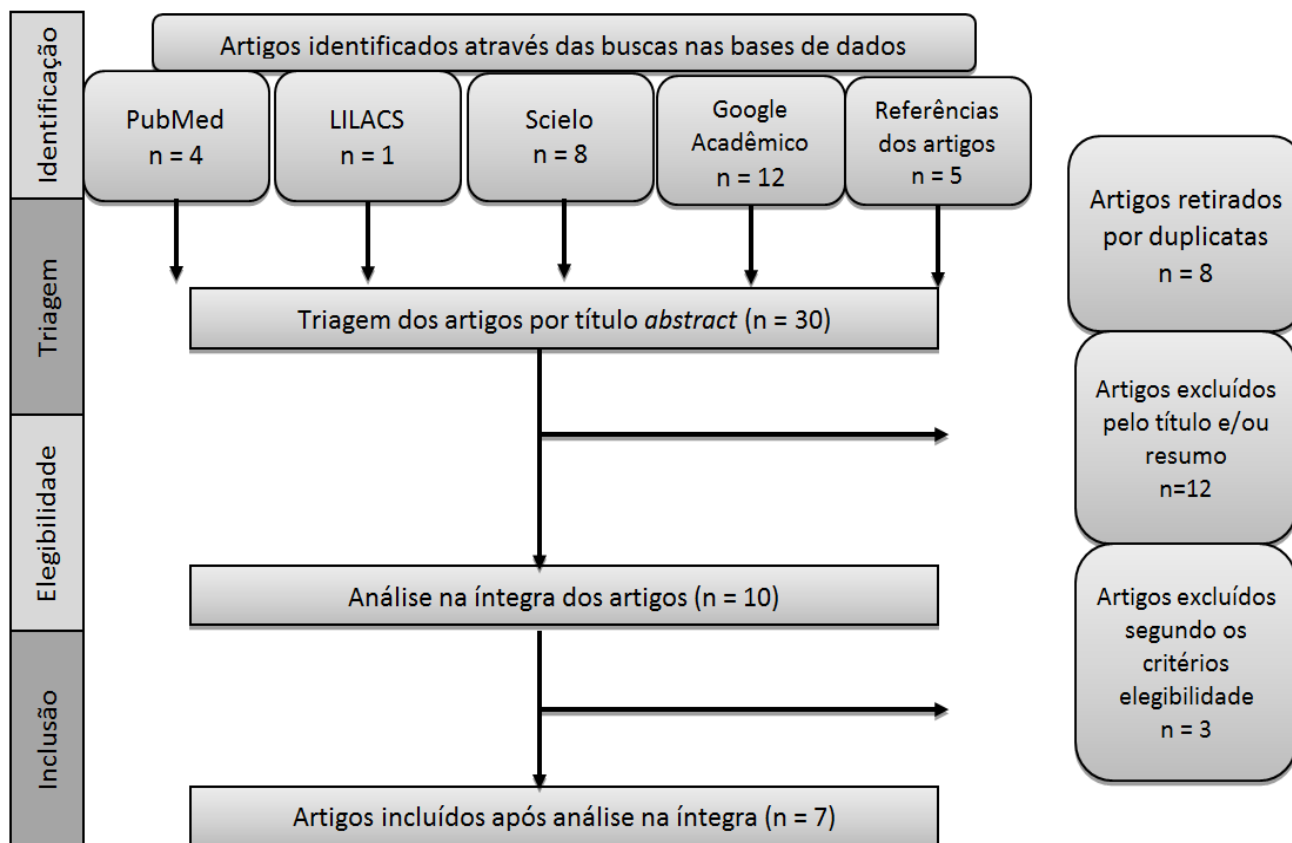 Identificação
Artigos identificados através das buscas nas bases de dados
PubMed
n = 4
LILACS
n = 1
Scielo
n = 8
Google
Acadêmico
n = 12
Referências
dos artigos
n = 5
Artigos retirados
por duplicatas
n = 8
Triagem
Triagem dos artigos por título abstract (n = 30)
Artigos excluídos
pelo título e/ou
resumo
n=12
Elegibilidade
Análise na íntegra dos artigos (n = 10)
Artigos excluídos
segundo os
critérios
elegibilidade
n = 3
Inclusão
Artigos incluídos após análise na íntegra (n = 7)